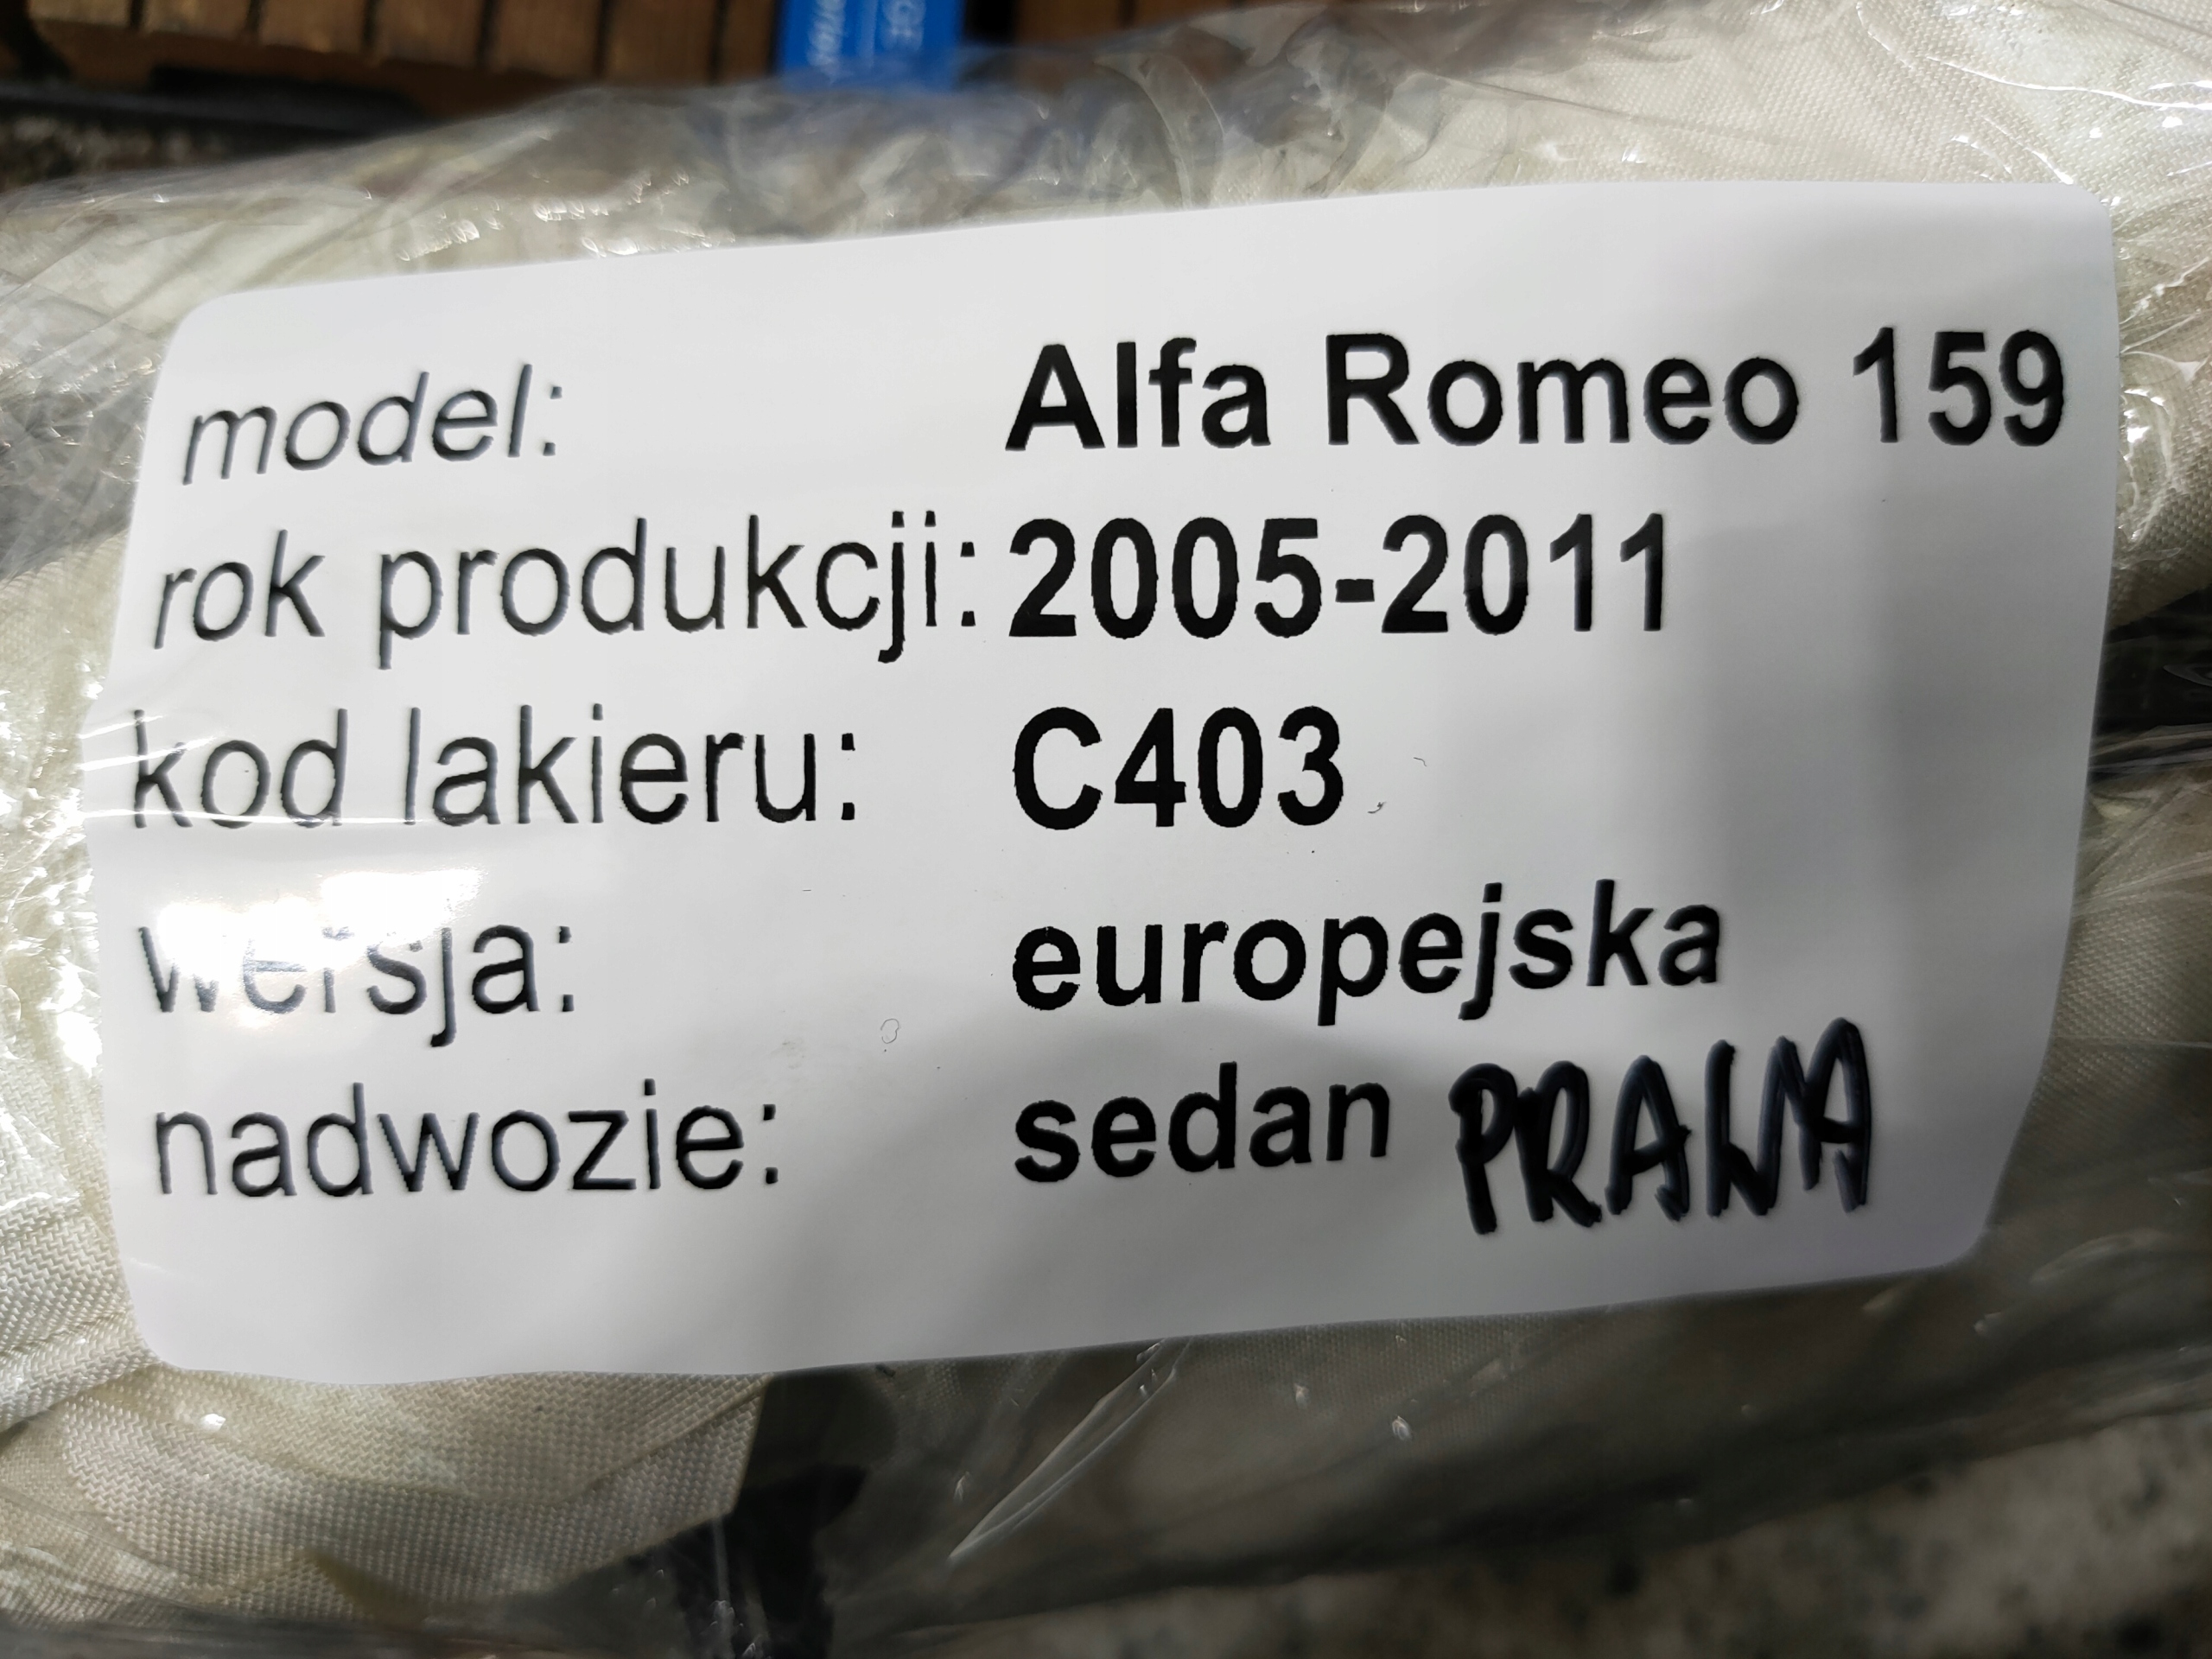 model: Alfa Romeo 159
rok produkcji: 2005-2011
kod lakieru: C403
wersja: europejska
nadwozie: sedan PRAWA